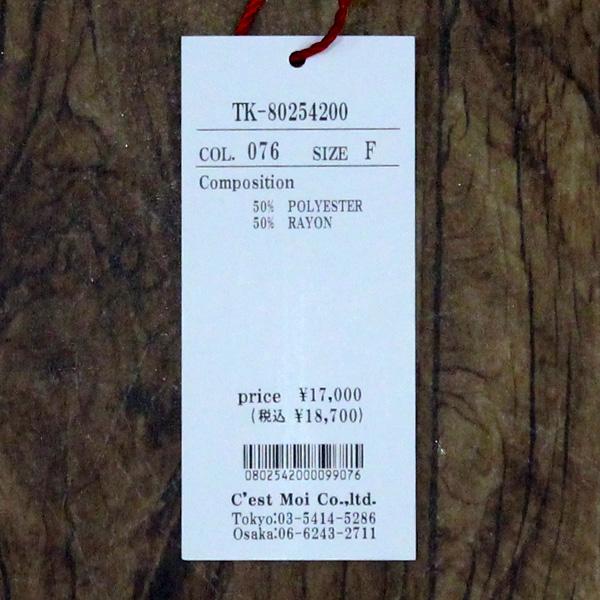 TK-80254200
COL. 076 SIZE F
Composition
50% POLYESTER
50% RAYON
price ¥17,000
(税込 ¥18,700)
0802542000099076
C'est Moi Co.,ltd.
Tokyo:03-5414-5286
Osaka:06-6243-2711